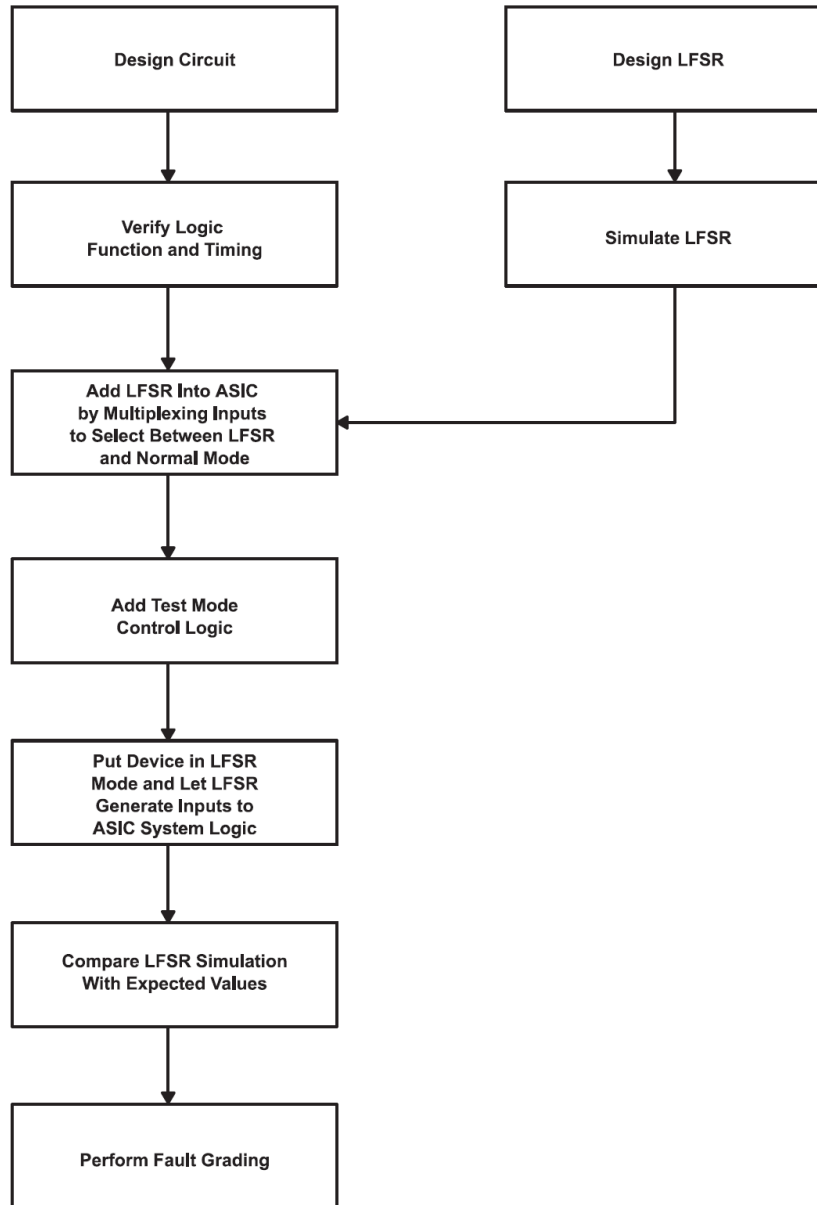 Design Circuit
Design LFSR
Verify Logic
Function and Timing
Simulate LFSR
Add LFSR Into ASIC
by Multiplexing Inputs
to Select Between LFSR
and Normal Mode
Add Test Mode
Control Logic
Put Device in LFSR
Mode and Let LFSR
Generate Inputs to
ASIC System Logic
Compare LFSR Simulation
With Expected Values
Perform Fault Grading